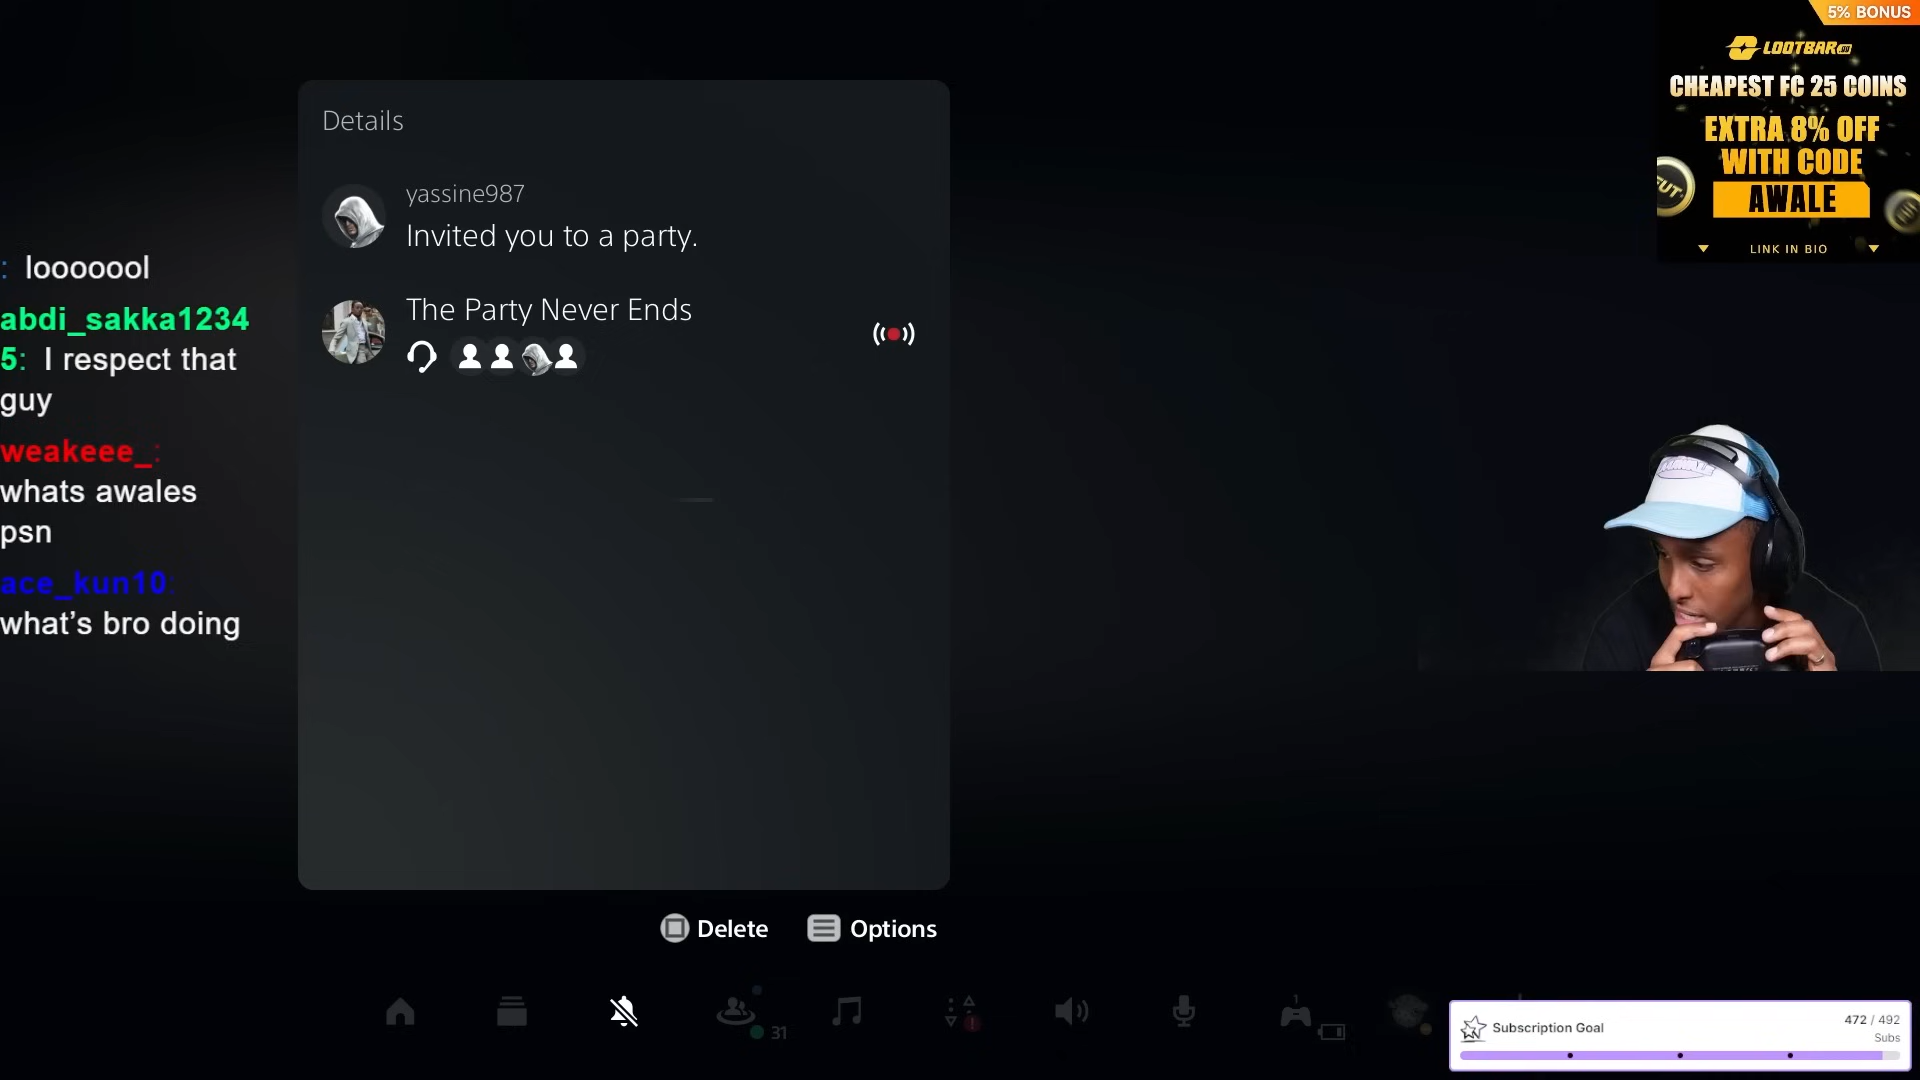 5% BONUS
LOOTBAR
CHEAPEST FC 25 COINS
EXTRA 8% OFF
WITH CODE
AWALE
LINK IN BIO
Details
yassine987
Invited you to a party.
The Party Never Ends
: looooool
abdi_sakka1234
5: I respect that
guy
weakeee_:
whats awales
psn
ace_kun10:
what’s bro doing
Delete
Options
31
1
Subscription Goal
472 / 492
Subs